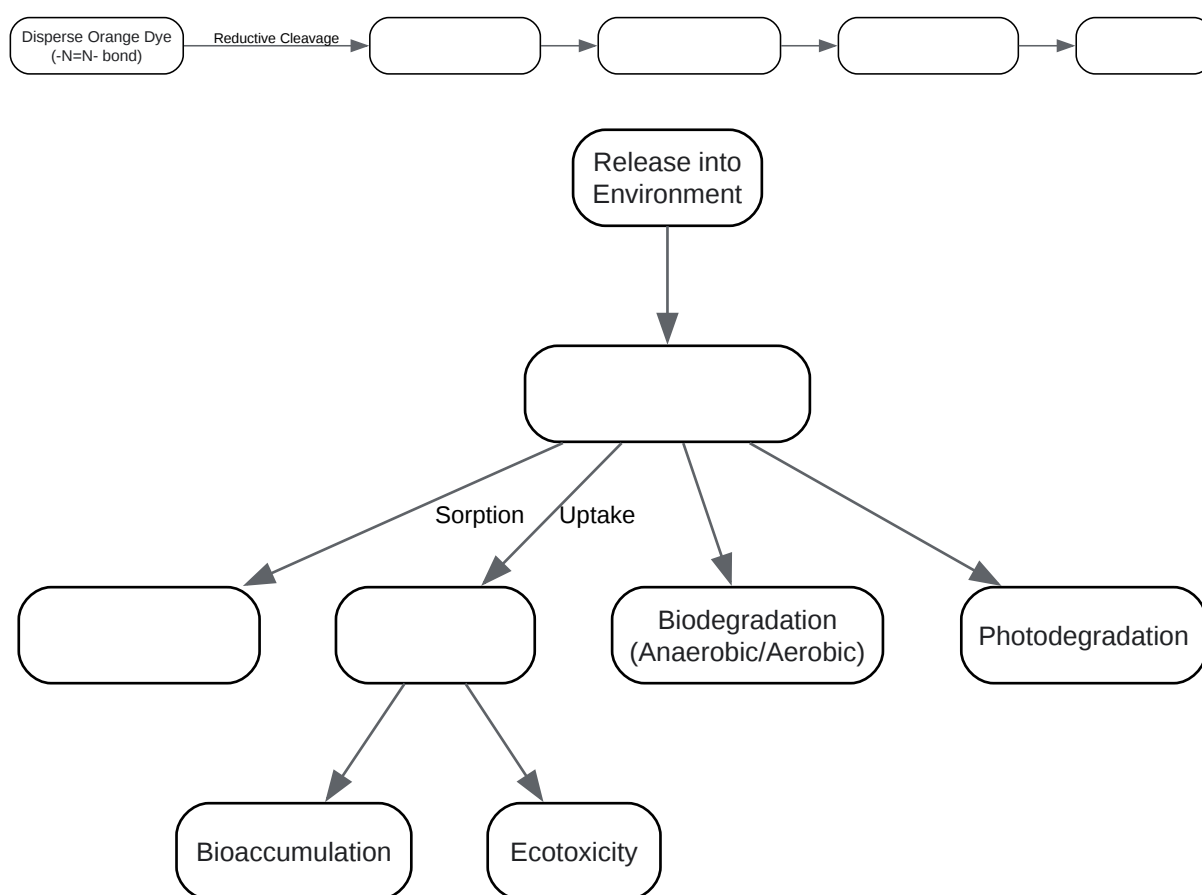 Disperse Orange Dye
(-N=N- bond)
Reductive Cleavage
Release into
Environment
Sorption
Uptake
Biodegradation
(Anaerobic/Aerobic)
Photodegradation
Bioaccumulation
Ecotoxicity